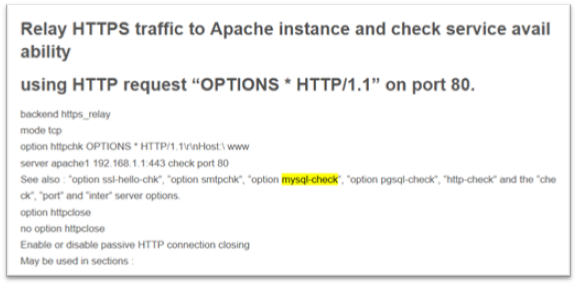 Relay HTTPS traffic to Apache instance and check service avail
ability
using HTTP request “OPTIONS * HTTP/1.1” on port 80.
backend https_relay
mode tcp
option httpchk OPTIONS * HTTP/1.1\r\nHost:\ www
server apache1 192.168.1.1:443 check port 80
See also : "option ssl-hello-chk", "option smtpchk", "option mysql-check", "option pgsql-check", "http-check" and the "che
ck", "port" and "inter" server options.
option httpclose
no option httpclose
Enable or disable passive HTTP connection closing
May be used in sections :